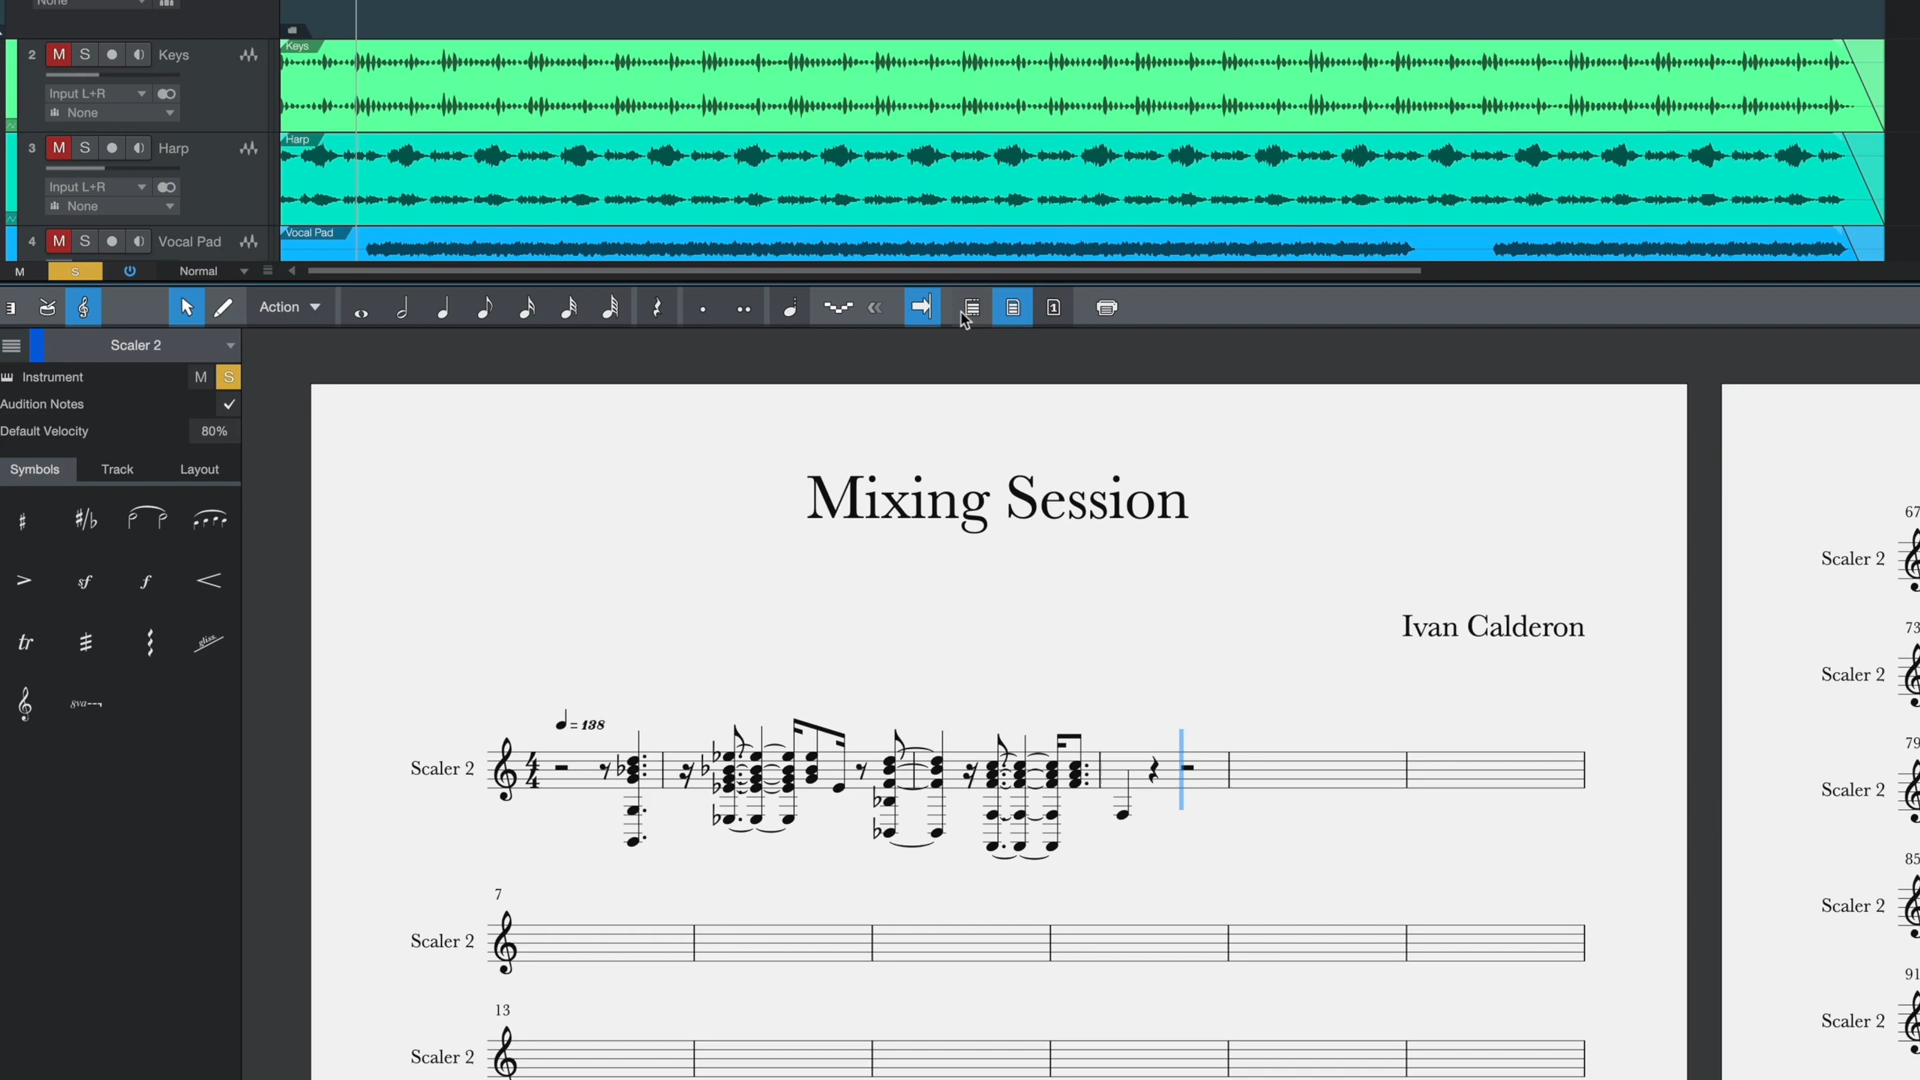 None
2 M S Keys
Input L+R
None
Keys
3 M S Harp
Input L+R
None
Harp
4 M S Vocal Pad
Vocal Pad
M S Normal
Action
1
Scaler 2
Instrument M S
Audition Notes
Default Velocity 80%
Symbols Track Layout
sf f
tr gliss.
8va
Mixing Session
Ivan Calderon
= 138
Scaler 2
7
Scaler 2
13
Scaler 2
67
Scaler 2
73
Scaler 2
79
Scaler 2
85
Scaler 2
91
Scaler 2